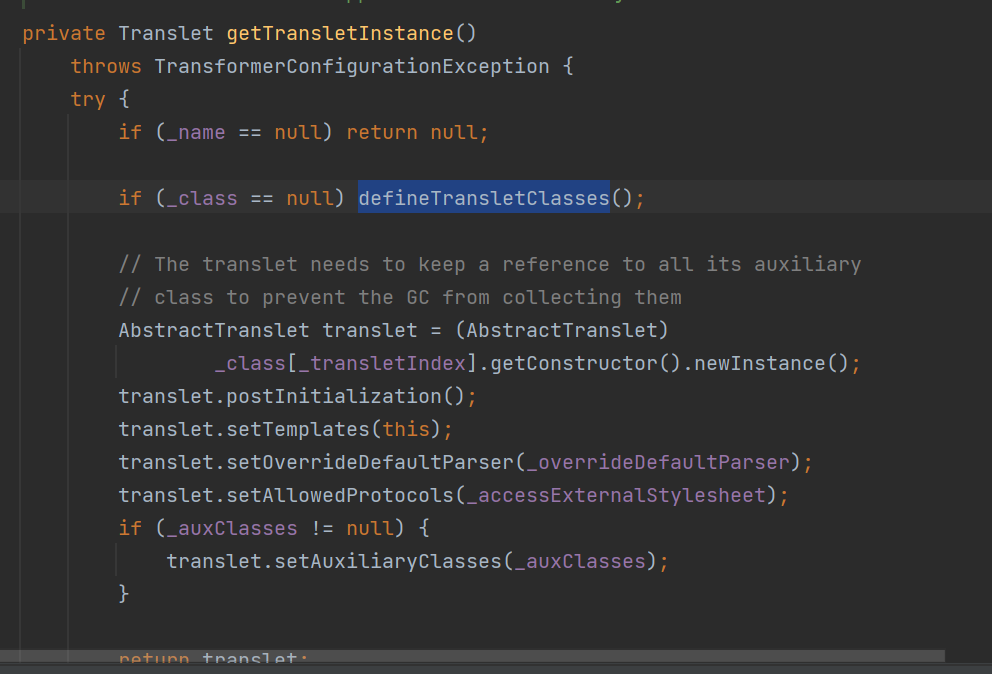 private Translet getTransletInstance()
throws TransformerConfigurationException {
try {
if (_name == null) return null;
if (_class == null) defineTransletClasses();
// The translet needs to keep a reference to all its auxiliary
// class to prevent the GC from collecting them
AbstractTranslet translet = (AbstractTranslet)
_class[_transletIndex].getConstructor().newInstance();
translet.postInitialization();
translet.setTemplates(this);
translet.setOverrideDefaultParser(_overrideDefaultParser);
translet.setAllowedProtocols(_accessExternalStylesheet);
if (_auxClasses != null) {
translet.setAuxiliaryClasses(_auxClasses);
}
return translet;